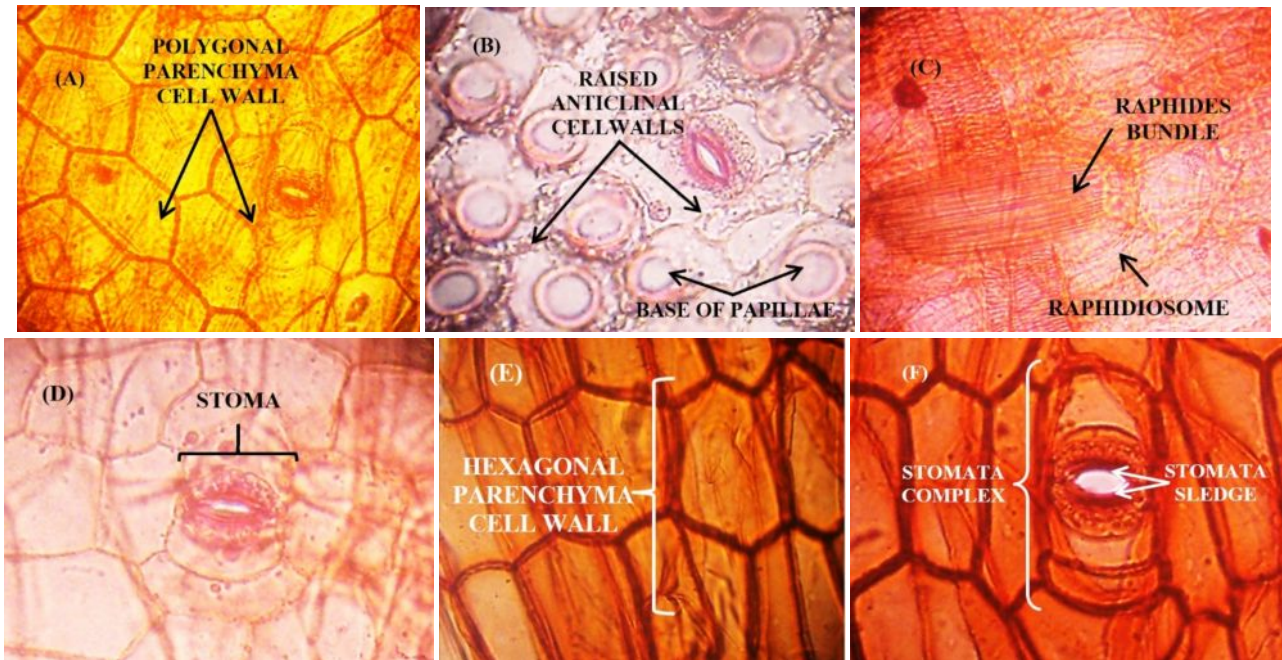 (A)
POLYGONAL
PARENCHYMA
CELL WALL
(B)
RAISED
ANTICLINAL
CELLWALLS
BASE OF PAPILLAE
(C)
RAPHIDES
BUNDLE
RAPHIDIOSOME
(D)
STOMA
(E)
HEXAGONAL
PARENCHYMA
CELL WALL
(F)
STOMATA
COMPLEX
STOMATA
SLEDGE